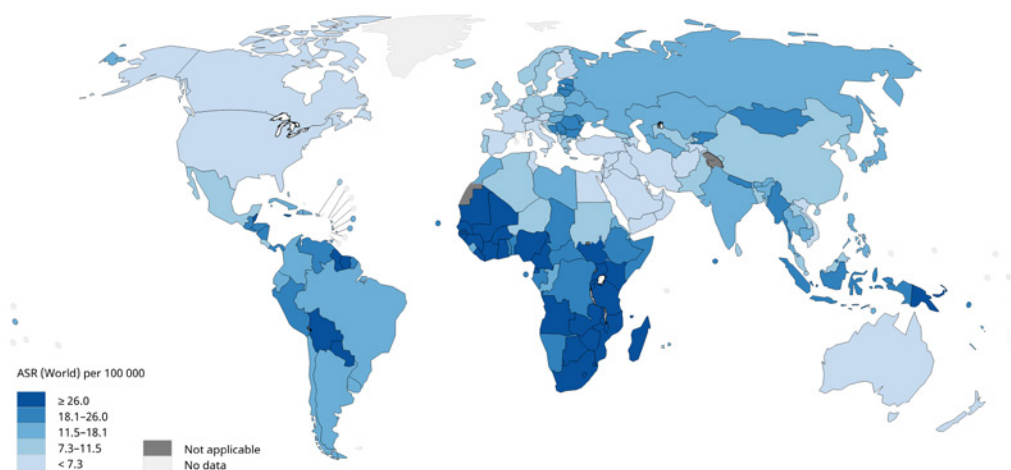 ASR (World) per 100 000
≥ 26.0
18.1–26.0
11.5–18.1
7.3–11.5
< 7.3
Not applicable
No data